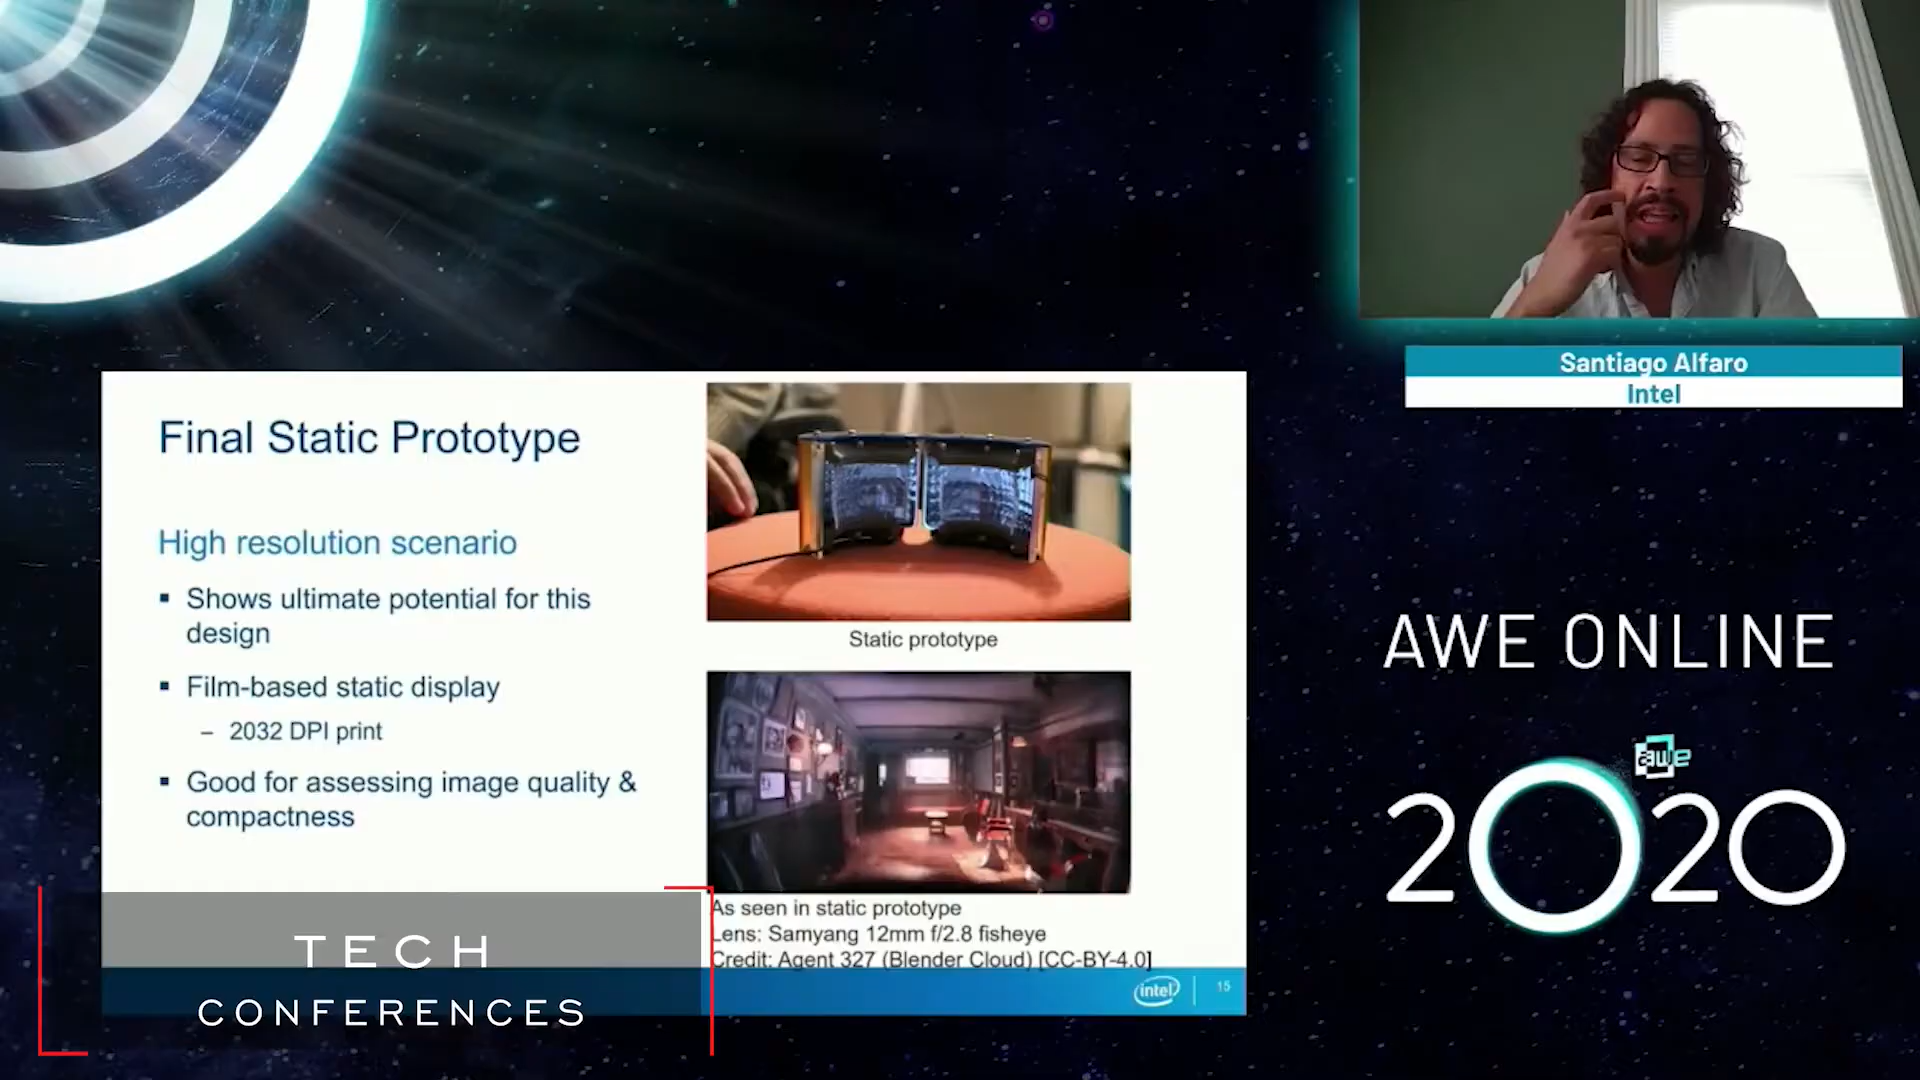 Santiago Alfaro
Intel
Final Static Prototype
High resolution scenario
▪ Shows ultimate potential for this
design
▪ Film-based static display
– 2032 DPI print
▪ Good for assessing image quality &
compactness
Static prototype
As seen in static prototype
Lens: Samyang 12mm f/2.8 fisheye
Credit: Agent 327 (Blender Cloud) [CC-BY-4.0]
intel
15
TECH
CONFERENCES
AWE ONLINE
awe
2020